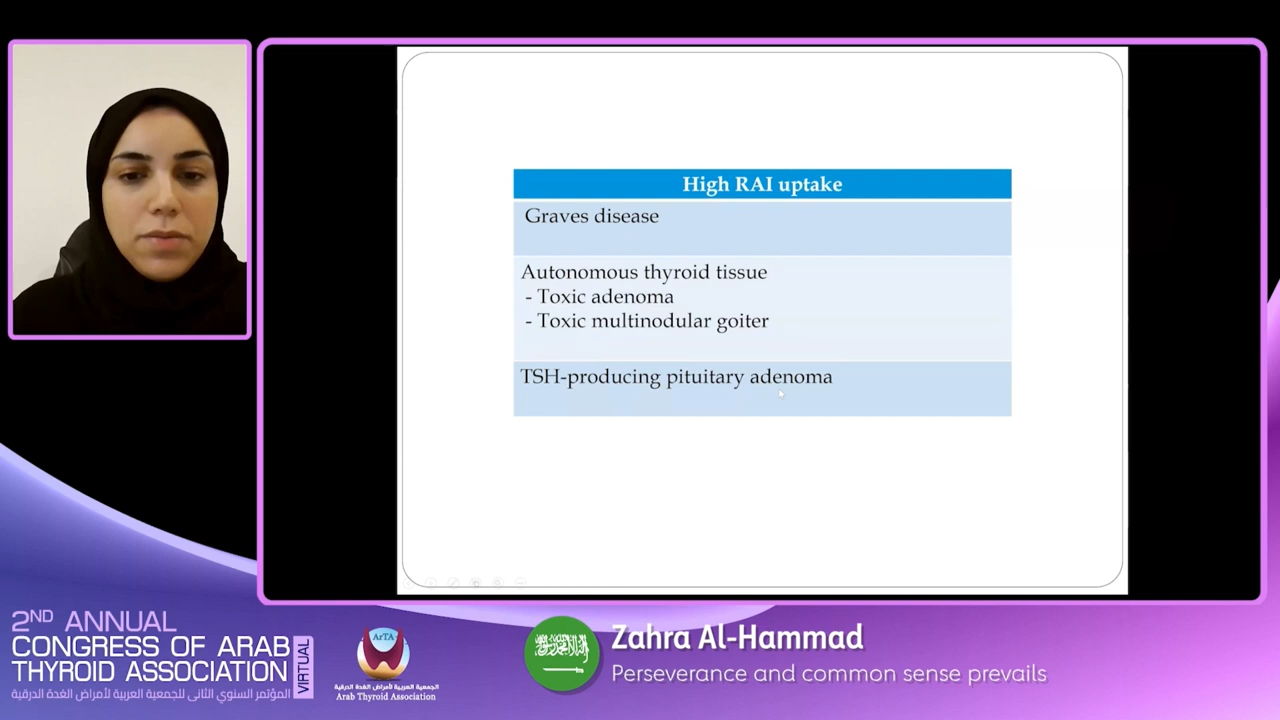 High RAI uptake
Graves disease
Autonomous thyroid tissue
- Toxic adenoma
- Toxic multinodular goiter
TSH-producing pituitary adenoma
2ND ANNUAL
CONGRESS OF ARAB
THYROID ASSOCIATION
VIRTUAL
المؤتمر السنوي الثانى للجمعية العربية لأمراض الغدة الدرقية
ArTA
الجمعية العربية لأمراض الغدة الدرقية
Arab Thyroid Association
Zahra Al-Hammad
Perseverance and common sense prevails